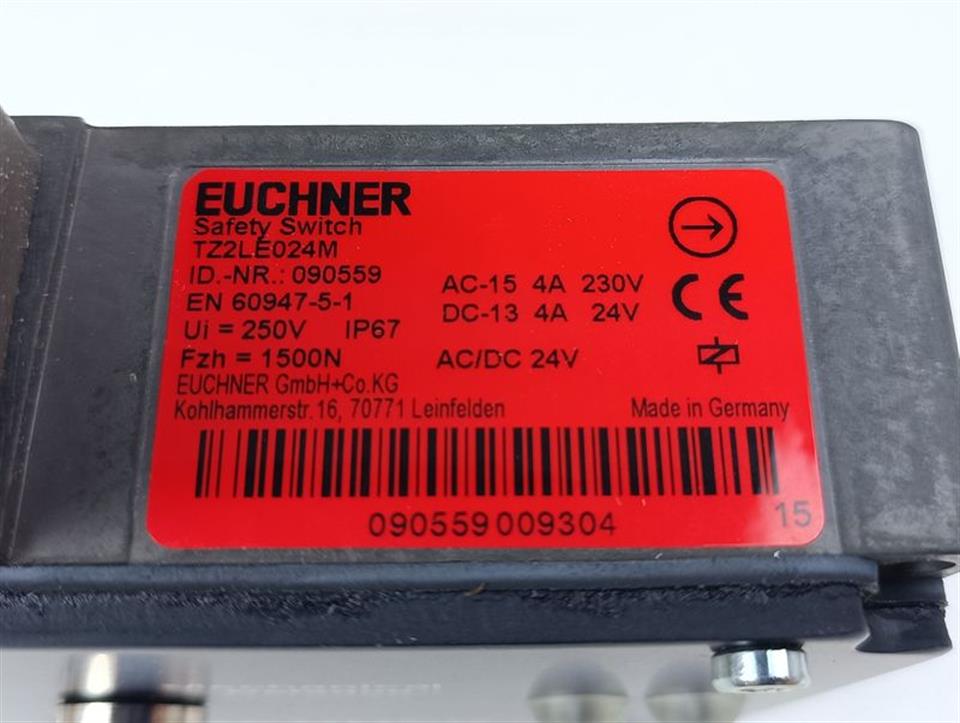 EUCHNER
Safety Switch
TZ2LE024M
ID.-NR.: 090559
EN 60947-5-1
Ui = 250V IP67
Fzh = 1500N
AC-15 4A 230V
DC-13 4A 24V
AC/DC 24V
CE
EUCHNER GmbH+Co.KG
Kohlhammerstr.16, 70771 Leinfelden
Made in Germany
090559 009304
15